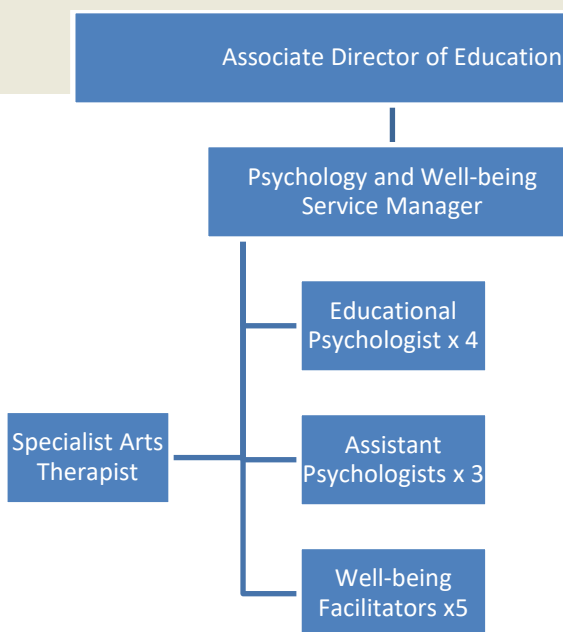 Associate Director of Education
Psychology and Well-being
Service Manager
Educational
Psychologist x 4
Specialist Arts
Therapist
Assistant
Psychologists x 3
Well-being
Facilitators x5